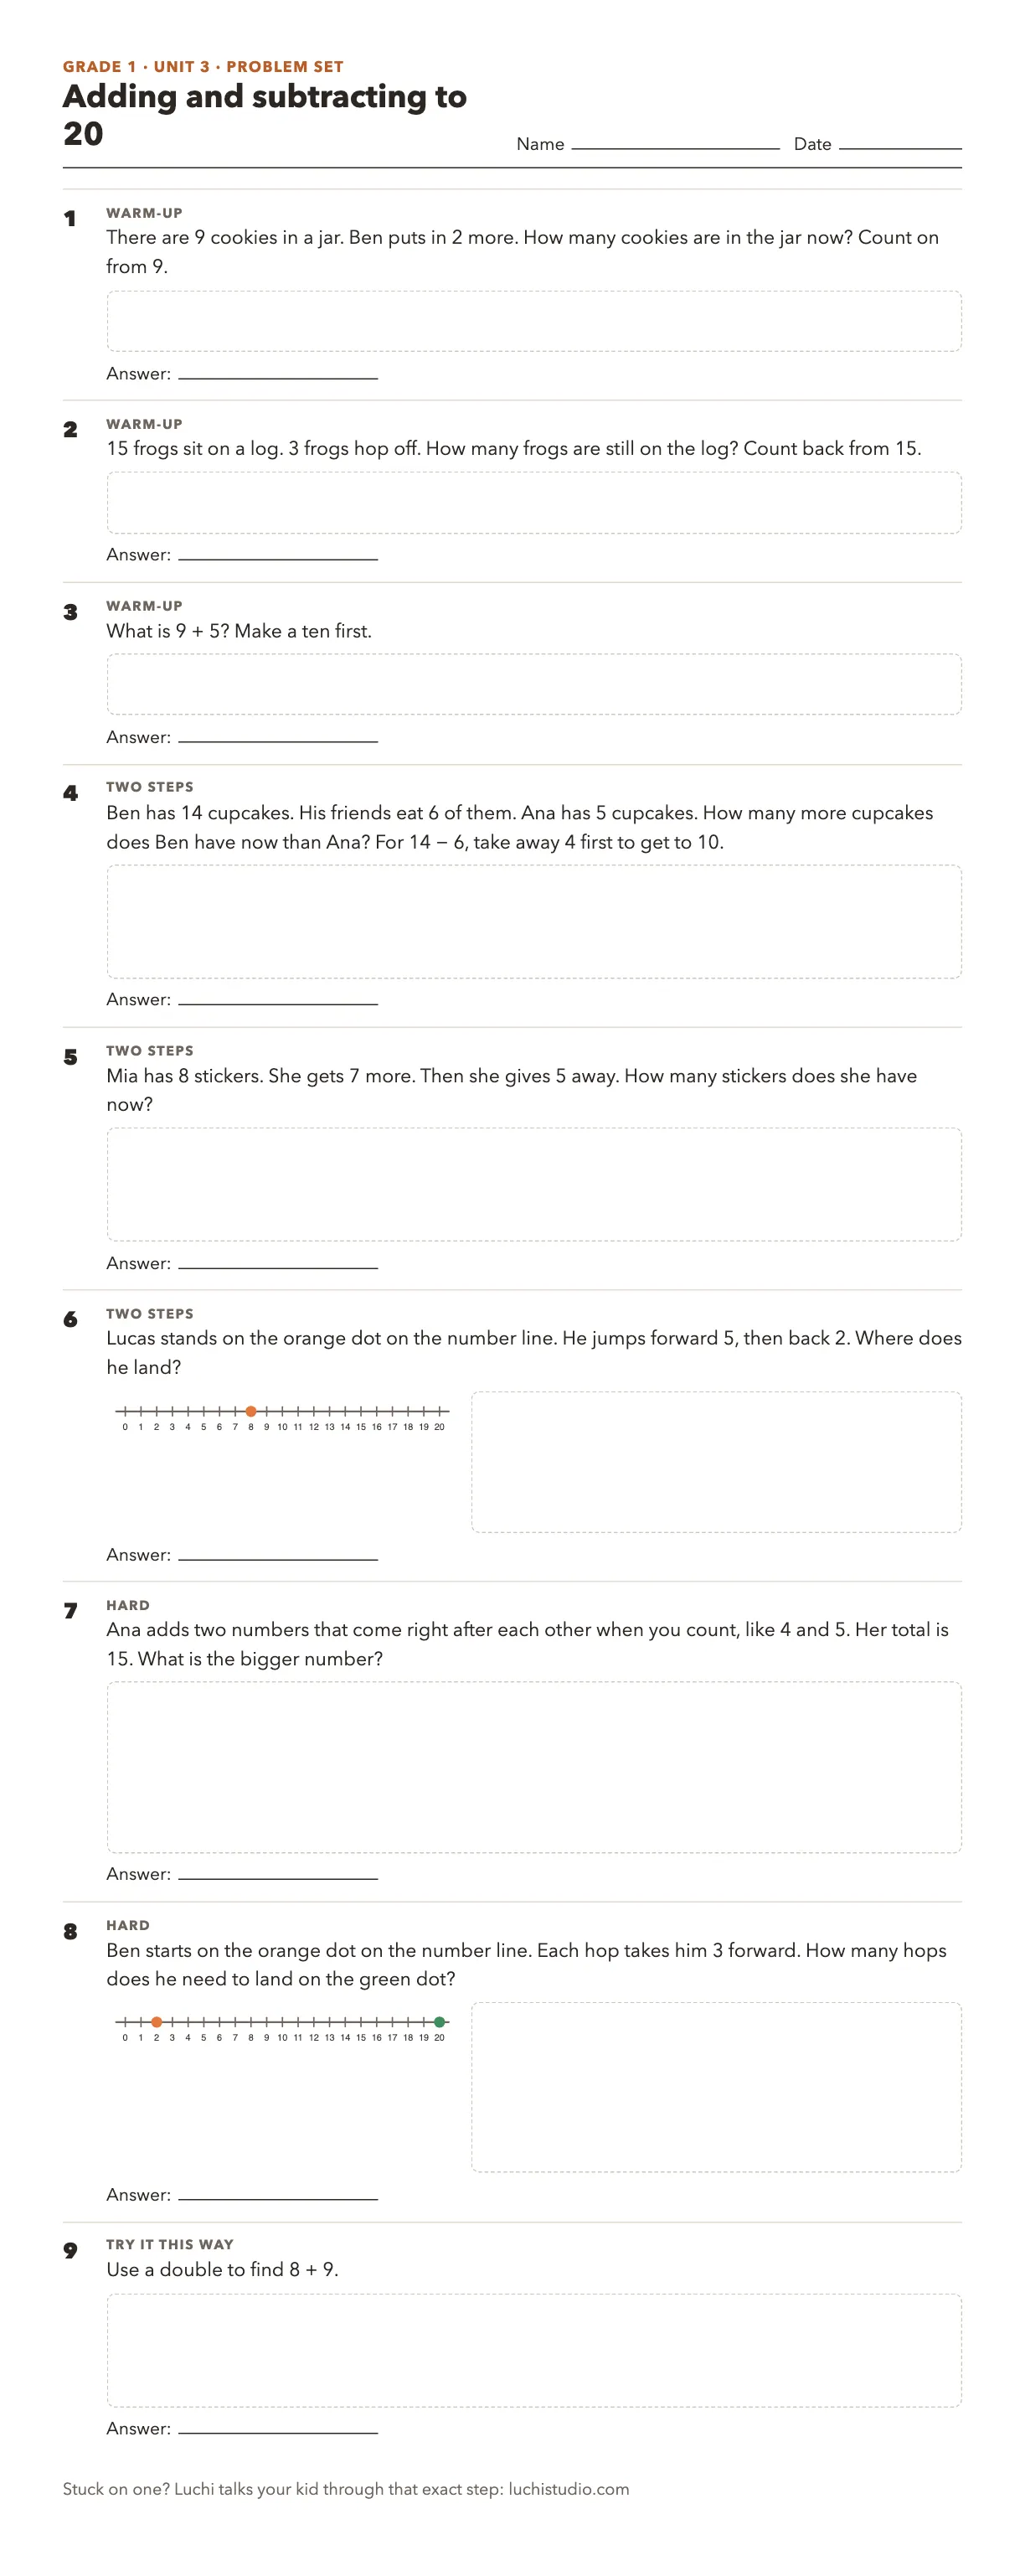 GRADE 1 · UNIT 3 · PROBLEM SET
Adding and subtracting to
20
Name Date
1 WARM-UP
There are 9 cookies in a jar. Ben puts in 2 more. How many cookies are in the jar now? Count on
from 9.
Answer:
2 WARM-UP
15 frogs sit on a log. 3 frogs hop off. How many frogs are still on the log? Count back from 15.
Answer:
3 WARM-UP
What is 9 + 5? Make a ten first.
Answer:
4 TWO STEPS
Ben has 14 cupcakes. His friends eat 6 of them. Ana has 5 cupcakes. How many more cupcakes
does Ben have now than Ana? For 14 − 6, take away 4 first to get to 10.
Answer:
5 TWO STEPS
Mia has 8 stickers. She gets 7 more. Then she gives 5 away. How many stickers does she have
now?
Answer:
6 TWO STEPS
Lucas stands on the orange dot on the number line. He jumps forward 5, then back 2. Where does
he land?
0 1 2 3 4 5 6 7 8 9 10 11 12 13 14 15 16 17 18 19 20
Answer:
7 HARD
Ana adds two numbers that come right after each other when you count, like 4 and 5. Her total is
15. What is the bigger number?
Answer:
8 HARD
Ben starts on the orange dot on the number line. Each hop takes him 3 forward. How many hops
does he need to land on the green dot?
0 1 2 3 4 5 6 7 8 9 10 11 12 13 14 15 16 17 18 19 20
Answer:
9 TRY IT THIS WAY
Use a double to find 8 + 9.
Answer:
Stuck on one? Luchi talks your kid through that exact step: luchistudio.com